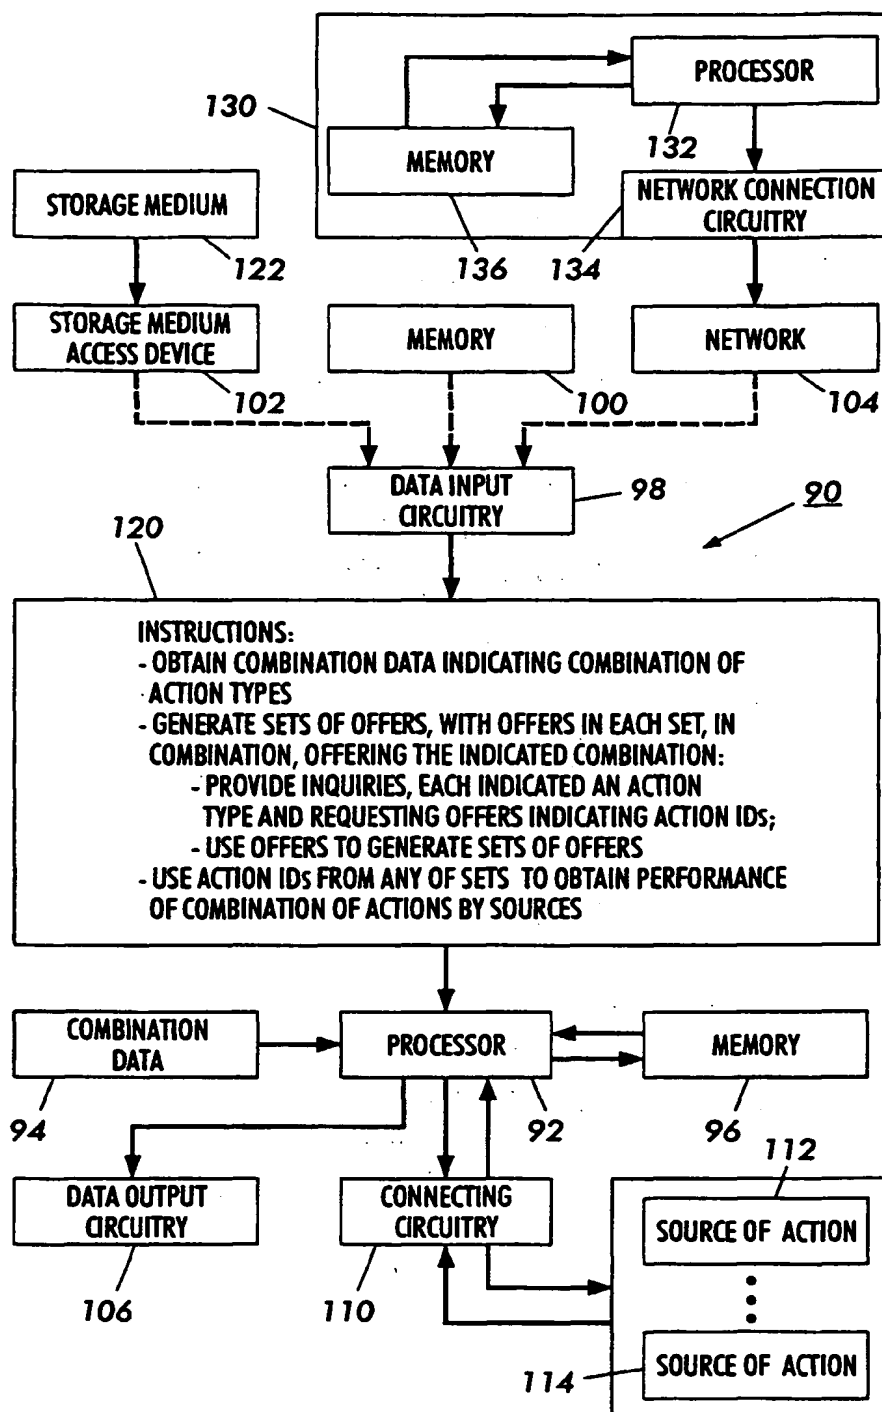 PROCESSOR
130
132
MEMORY
STORAGE MEDIUM
NETWORK CONNECTION
CIRCUITRY
122
136
134
STORAGE MEDIUM
ACCESS DEVICE
MEMORY
NETWORK
102
100
104
DATA INPUT
CIRCUITRY
98
90
120
INSTRUCTIONS:
- OBTAIN COMBINATION DATA INDICATING COMBINATION OF
ACTION TYPES
- GENERATE SETS OF OFFERS, WITH OFFERS IN EACH SET, IN
COMBINATION, OFFERING THE INDICATED COMBINATION:
- PROVIDE INQUIRIES, EACH INDICATED AN ACTION
TYPE AND REQUESTING OFFERS INDICATING ACTION IDs;
- USE OFFERS TO GENERATE SETS OF OFFERS
- USE ACTION IDs FROM ANY OF SETS TO OBTAIN PERFORMANCE
OF COMBINATION OF ACTIONS BY SOURCES
COMBINATION
DATA
PROCESSOR
MEMORY
94
92
96
112
DATA OUTPUT
CIRCUITRY
CONNECTING
CIRCUITRY
SOURCE OF ACTION
106
110
SOURCE OF ACTION
114